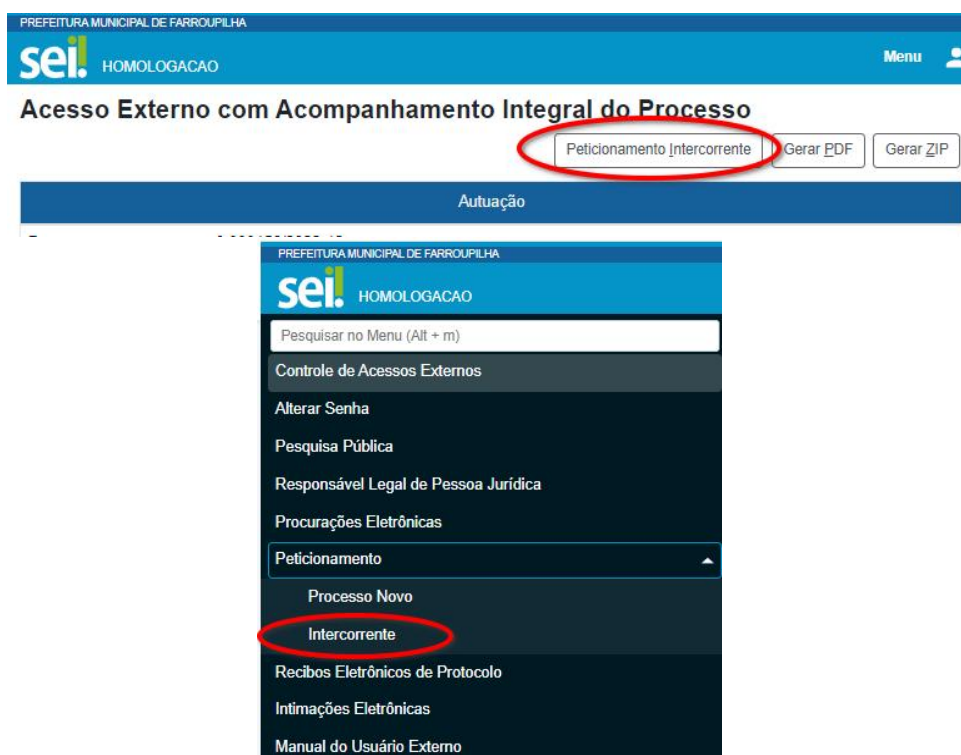 PREFEITURA MUNICIPAL DE FARROUPILHA
sei! HOMOLOGACAO Menu
Acesso Externo com Acompanhamento Integral do Processo
Peticionamento Intercorrente Gerar PDF Gerar ZIP
Autuação
PREFEITURA MUNICIPAL DE FARROUPILHA
sei! HOMOLOGACAO
Pesquisar no Menu (Alt + m)
Controle de Acessos Externos
Alterar Senha
Pesquisa Pública
Responsável Legal de Pessoa Jurídica
Procurações Eletrônicas
Peticionamento
Processo Novo
Intercorrente
Recibos Eletrônicos de Protocolo
Intimações Eletrônicas
Manual do Usuário Externo